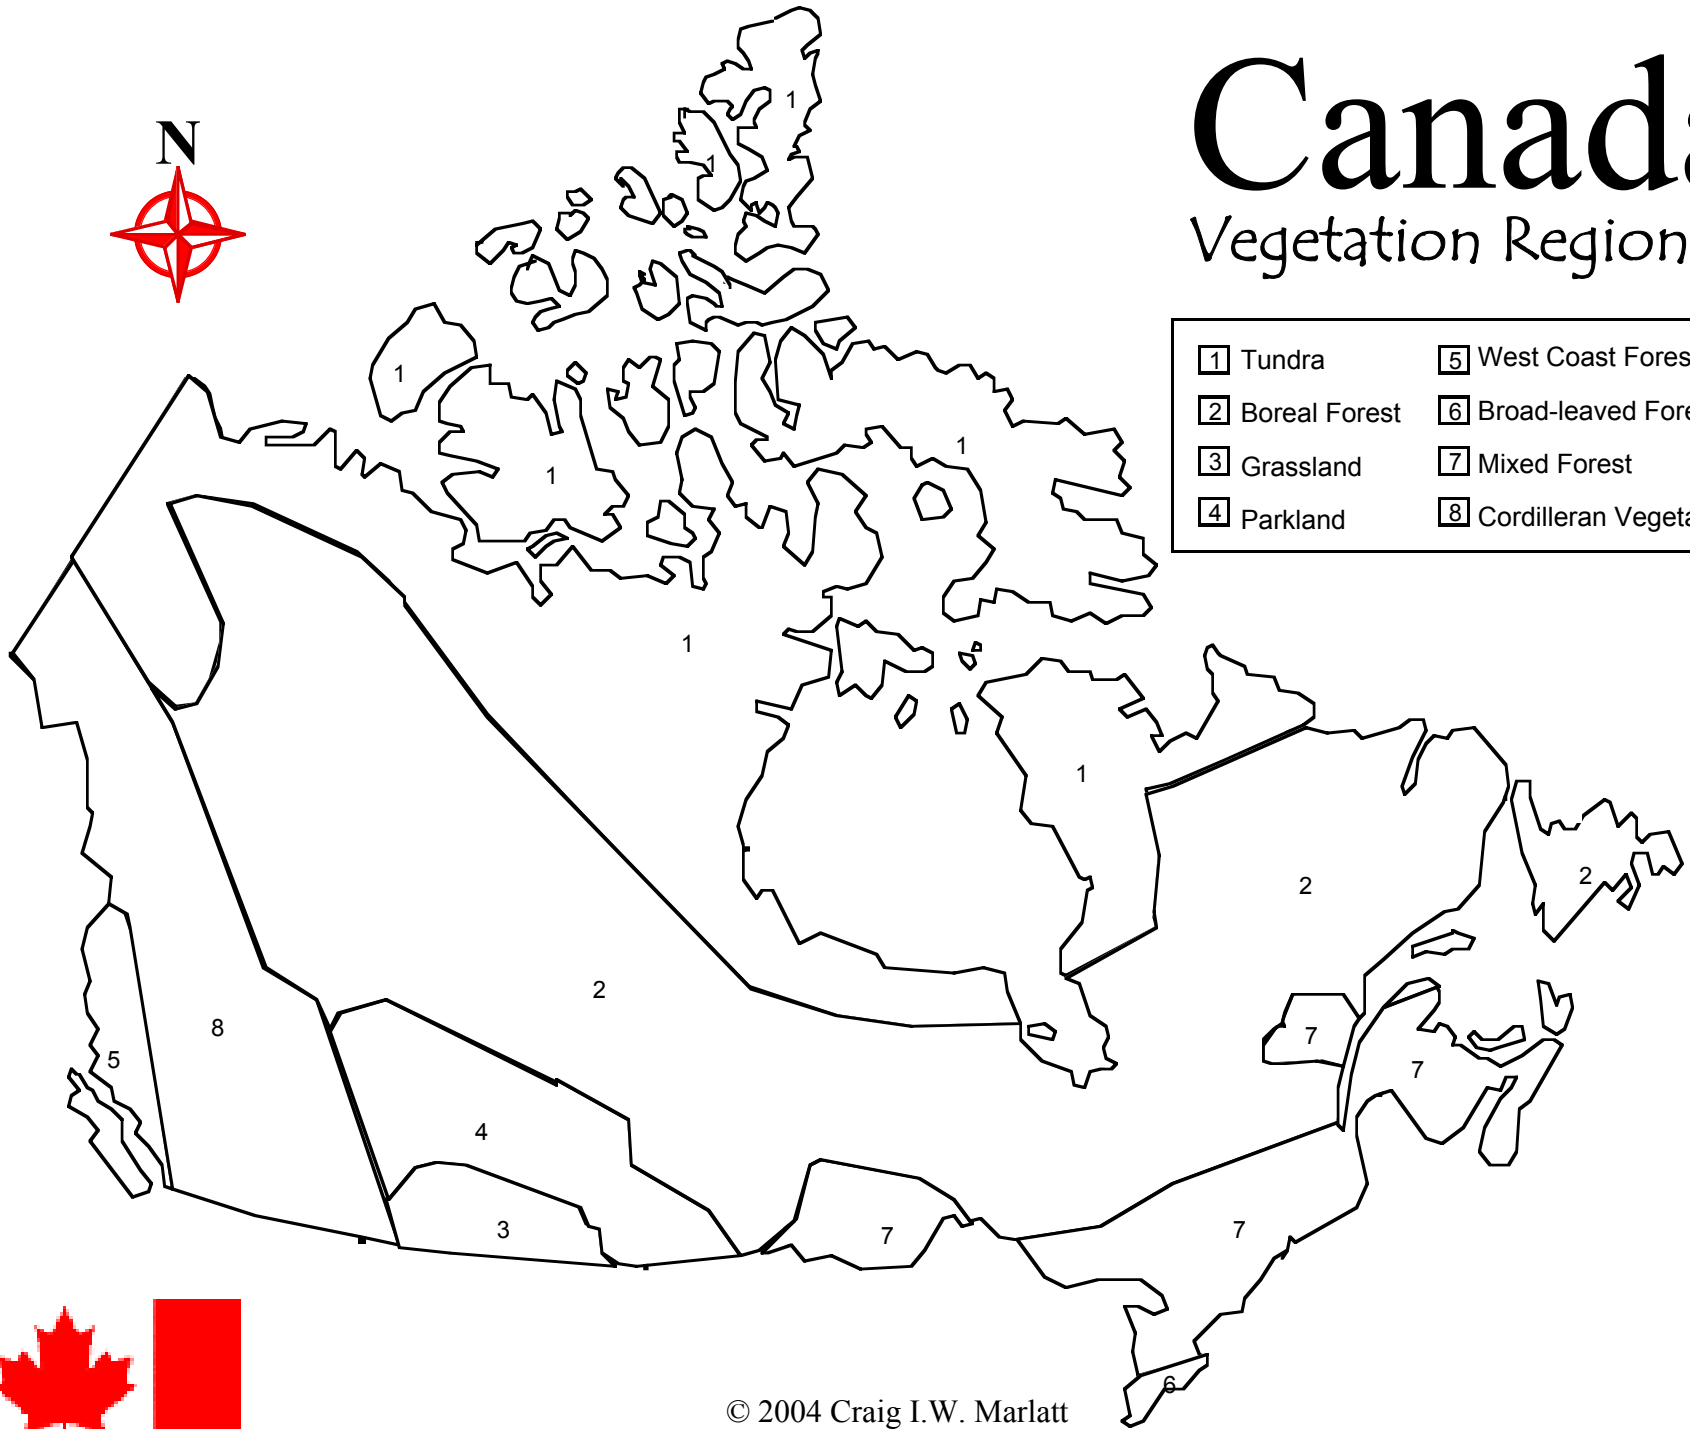 Canada
Vegetation Region
N
1 Tundra
2 Boreal Forest
3 Grassland
4 Parkland
5 West Coast Fores
6 Broad-leaved Fore
7 Mixed Forest
8 Cordilleran Vegeta
1
1
1
1
1
1
1
2
2
2
8
5
7
7
4
3
7
7
6
© 2004 Craig I.W. Marlatt